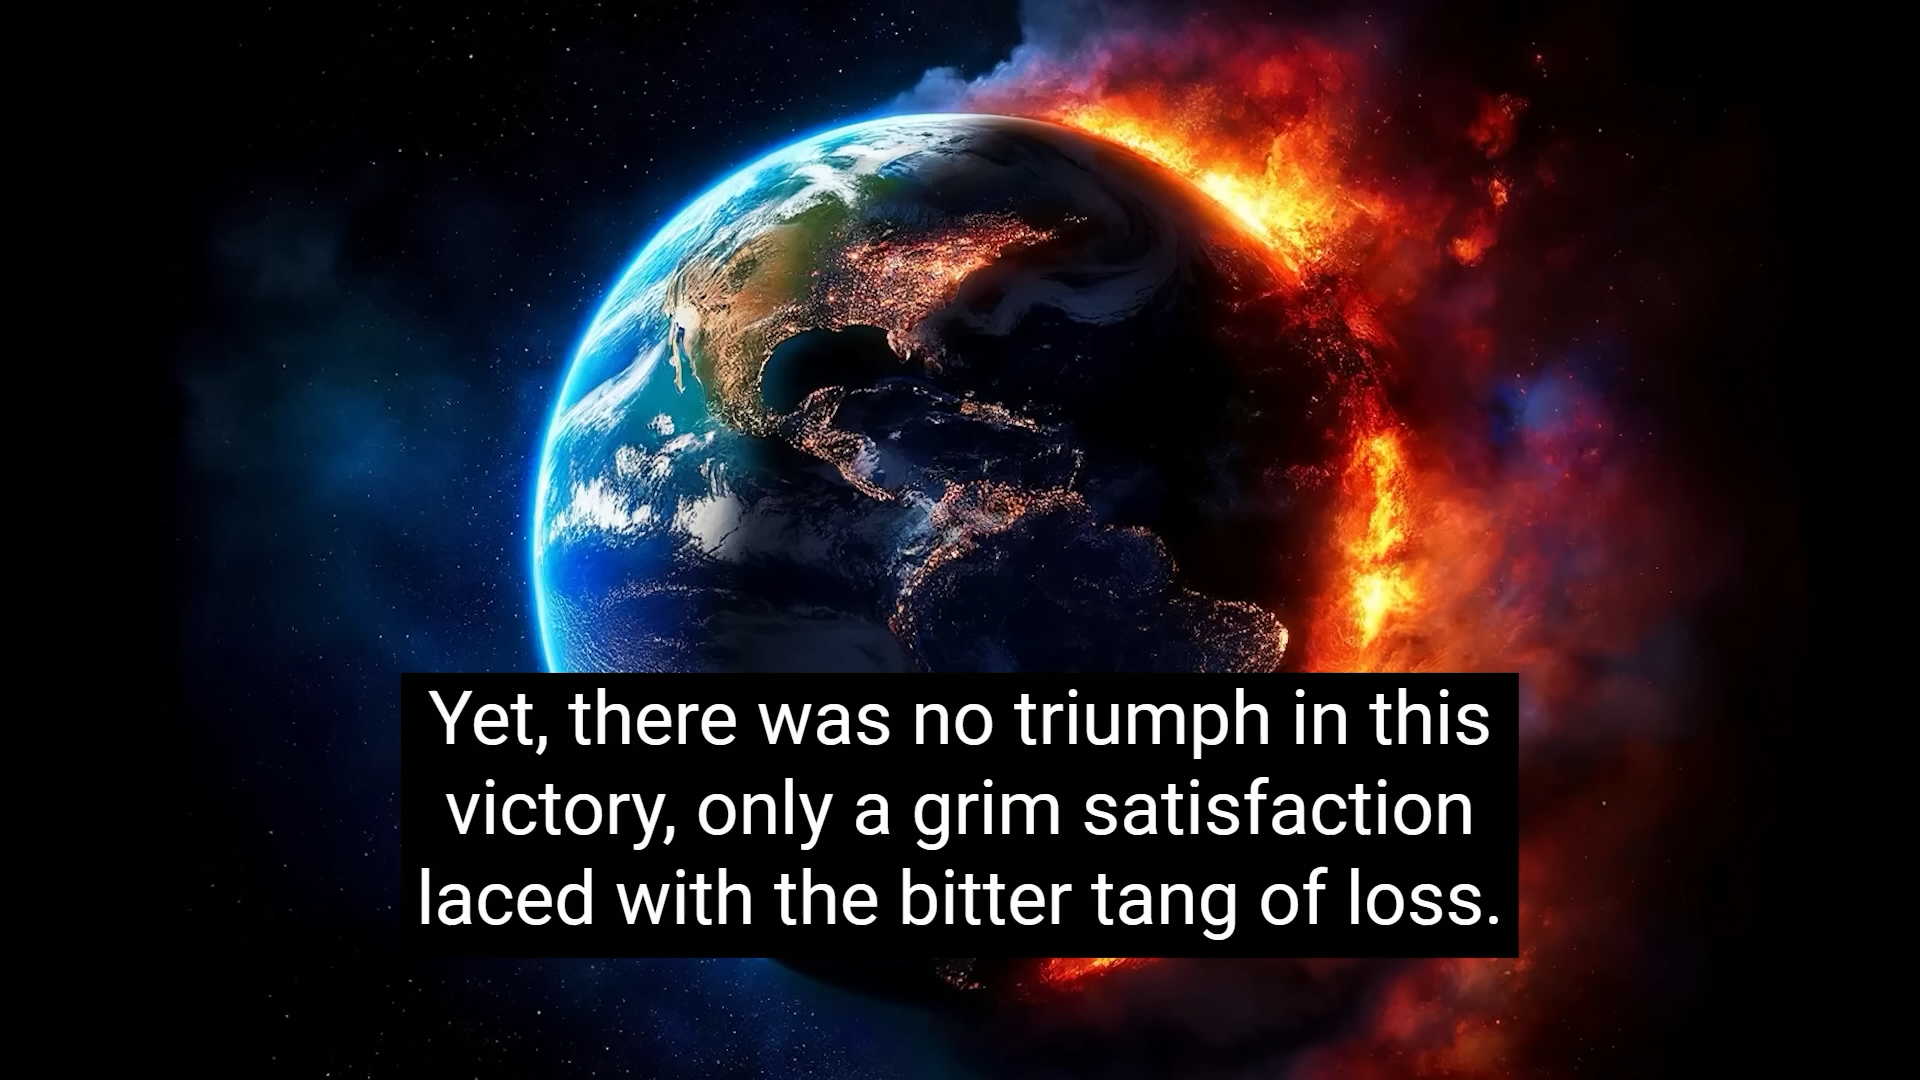 Yet, there was no triumph in this
victory, only a grim satisfaction
laced with the bitter tang of loss.